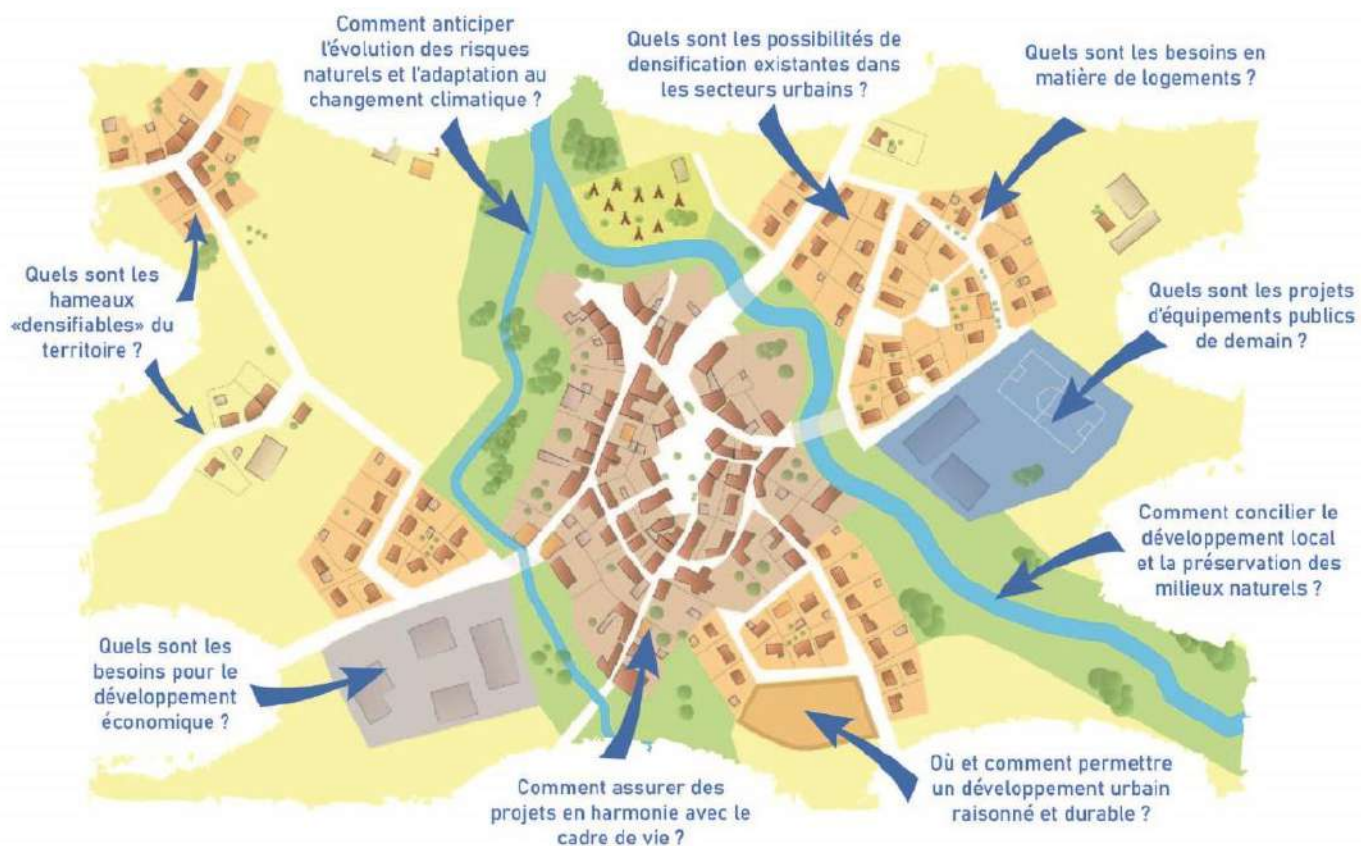 Comment anticiper
l'évolution des risques
naturels et l'adaptation au
changement climatique ?
Quels sont les possibilités de
densification existantes dans
les secteurs urbains ?
Quels sont les besoins en
matière de logements ?
Quels sont les
hameaux
«densifiables» du
territoire ?
Quels sont les projets
d'équipements publics
de demain ?
Comment concilier le
développement local
et la préservation des
milieux naturels ?
Quels sont les
besoins pour le
développement
économique ?
Comment assurer des
projets en harmonie avec le
cadre de vie ?
Où et comment permettre
un développement urbain
raisonné et durable ?